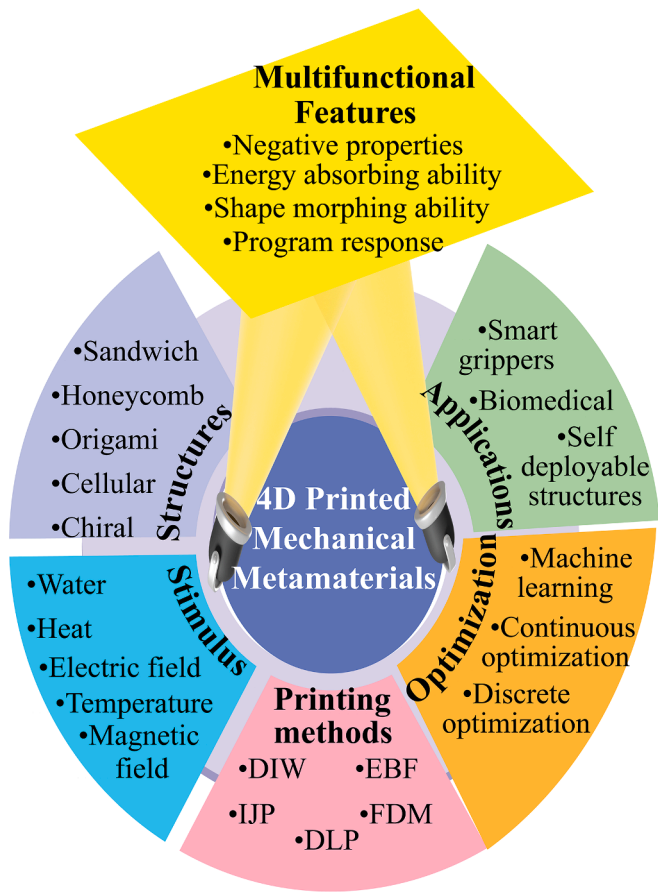 Multifunctional
Features
•Negative properties
•Energy absorbing ability
•Shape morphing ability
•Program response
Structures
•Sandwich
•Honeycomb
•Origami
•Cellular
•Chiral
Applications
•Smart
grippers
•Biomedical
•Self
deployable
structures
4D Printed
Mechanical
Metamaterials
Stimulus
•Water
•Heat
•Electric field
•Temperature
•Magnetic
field
Optimization
•Machine
learning
•Continuous
optimization
•Discrete
optimization
Printing
methods
•DIW •EBF
•IJP •FDM
•DLP